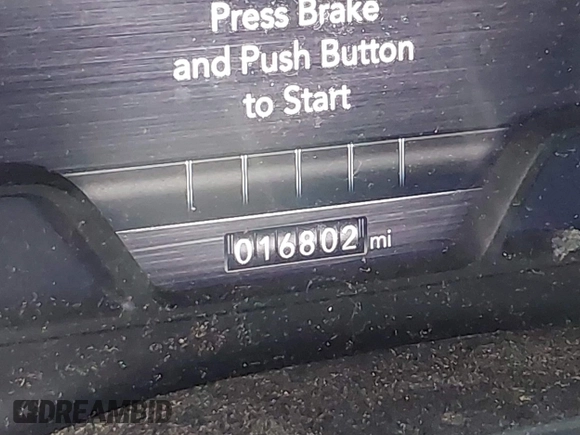 Press Brake
and Push Button
to Start
016802 mi
DREAMBID